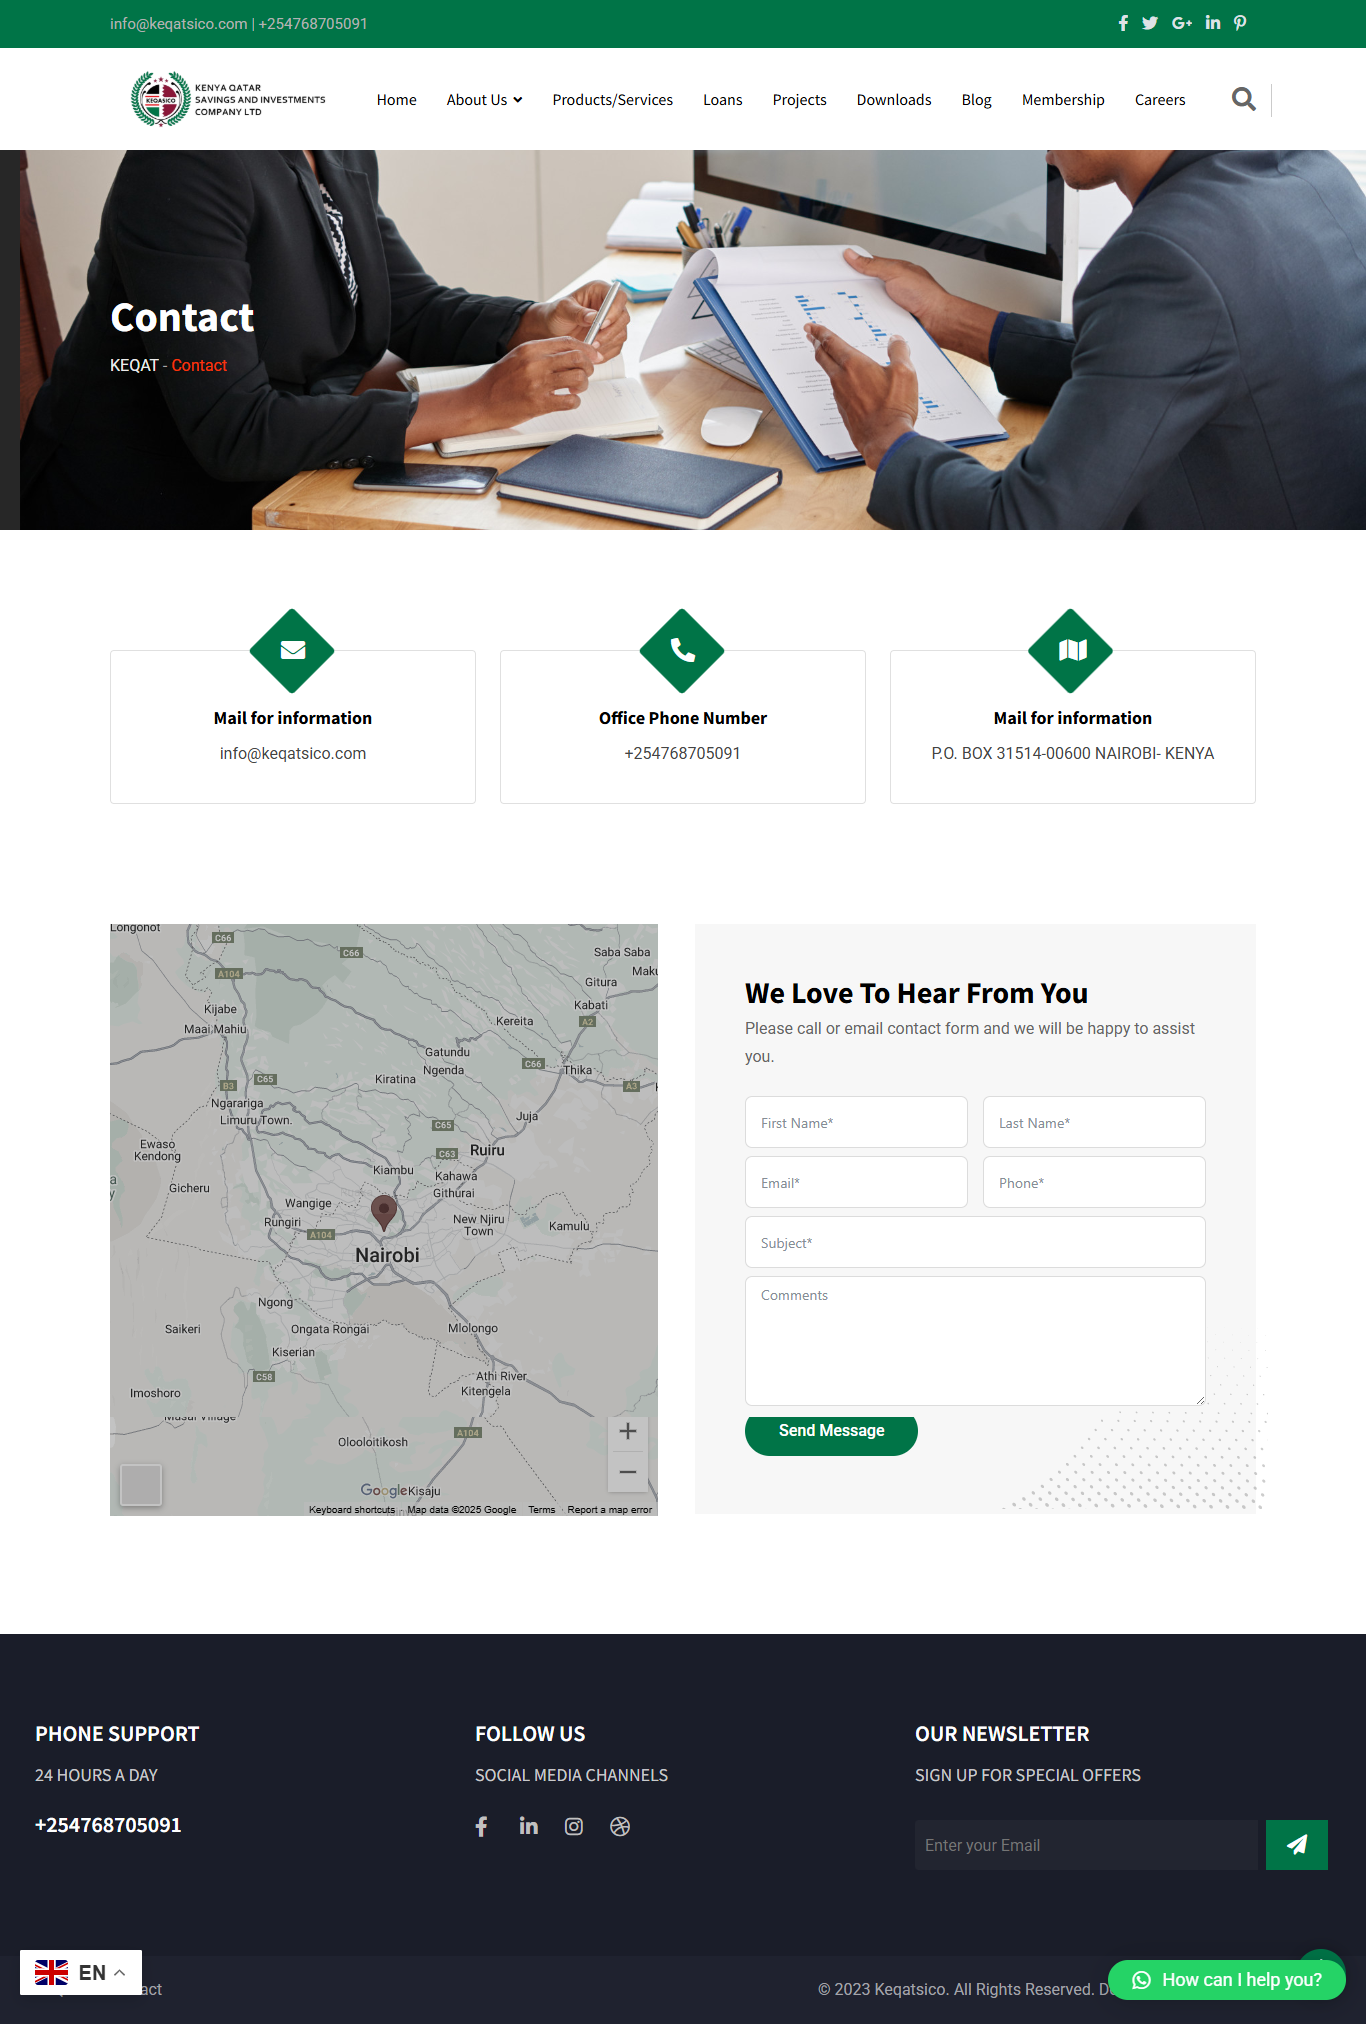 info@keqatsico.com | +254768705091
KENYA QATAR
SAVINGS AND INVESTMENTS
COMPANY LTD
KEQASICO
Home
About Us
Products/Services
Loans
Projects
Downloads
Blog
Membership
Careers
Contact
KEQAT - Contact
Mail for information
info@keqatsico.com
Office Phone Number
+254768705091
Mail for information
P.O. BOX 31514-00600 NAIROBI- KENYA
Longonot
C66
C66
Saba Saba
A104
Gitura
Kijabe
Kabati
Maai Mahiu
Kereita
A2
Gatundu
C66
Ngenda
Thika
B3
C65
Kiratina
A3
Ngarariga
Limuru Town.
Juja
C65
Ewaso
Kendong
C63
Ruiru
Kiambu
Kahawa
Gicheru
Githurai
Wangige
Rungiri
New Njiru
Town
Kamulu
A104
Nairobi
Ngong
Saikeri
Ongata Rongai
Mlolongo
Kiserian
C58
Athi River
Imoshoro
Kitengela
Masai Village
A104
Olooloitikosh
Google
Kisaju
Keyboard shortcuts
Map data ©2025 Google
Terms
Report a map error
We Love To Hear From You
Please call or email contact form and we will be happy to assist
you.
First Name*
Last Name*
Email*
Phone*
Subject*
Comments
Send Message
PHONE SUPPORT
24 HOURS A DAY
+254768705091
FOLLOW US
SOCIAL MEDIA CHANNELS
OUR NEWSLETTER
SIGN UP FOR SPECIAL OFFERS
Enter your Email
EN
© 2023 Keqatsico. All Rights Reserved.
How can I help you?